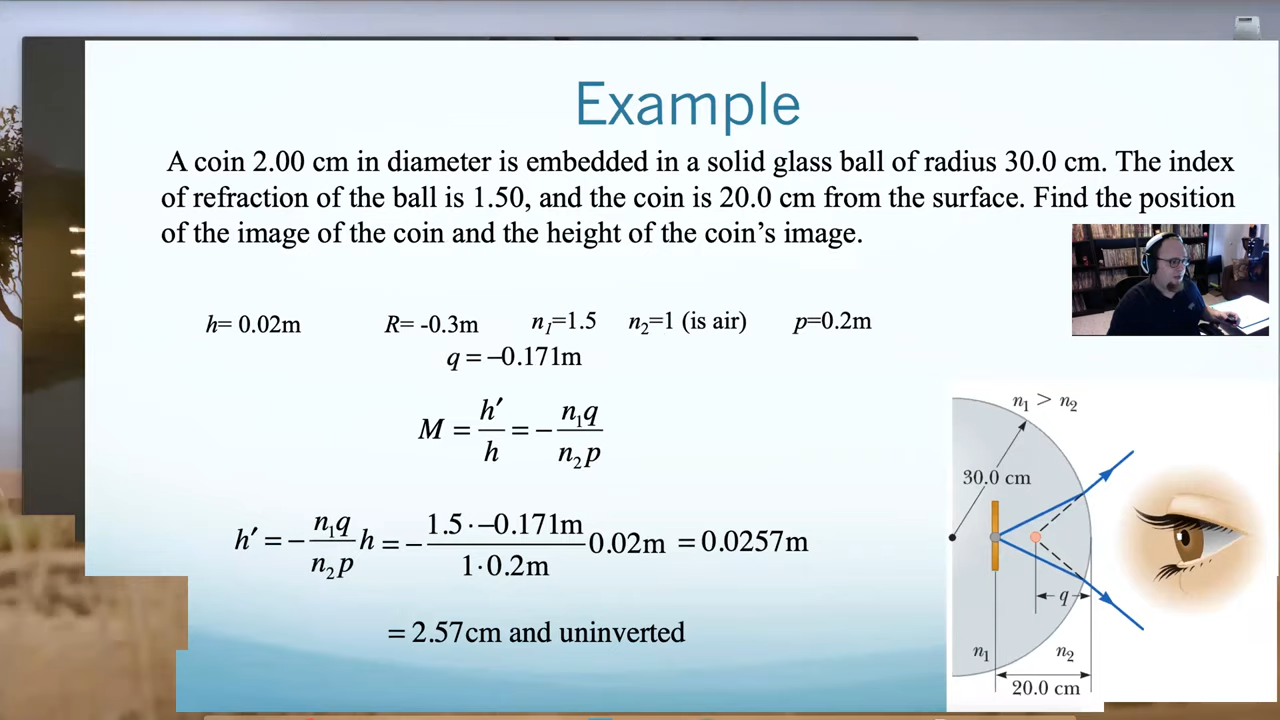 Example
A coin 2.00 cm in diameter is embedded in a solid glass ball of radius 30.0 cm. The index
of refraction of the ball is 1.50, and the coin is 20.0 cm from the surface. Find the position
of the image of the coin and the height of the coin’s image.
h= 0.02m R= -0.3m n₁=1.5 n₂=1 (is air) p=0.2m
q = –0.171m
M = h′/h = – n₁q/n₂p
h′ = – n₁q/n₂p h = – 1.5 · –0.171m/1 · 0.2m 0.02m = 0.0257m
= 2.57cm and uninverted
n₁ > n₂
30.0 cm
q
n₁ n₂
20.0 cm